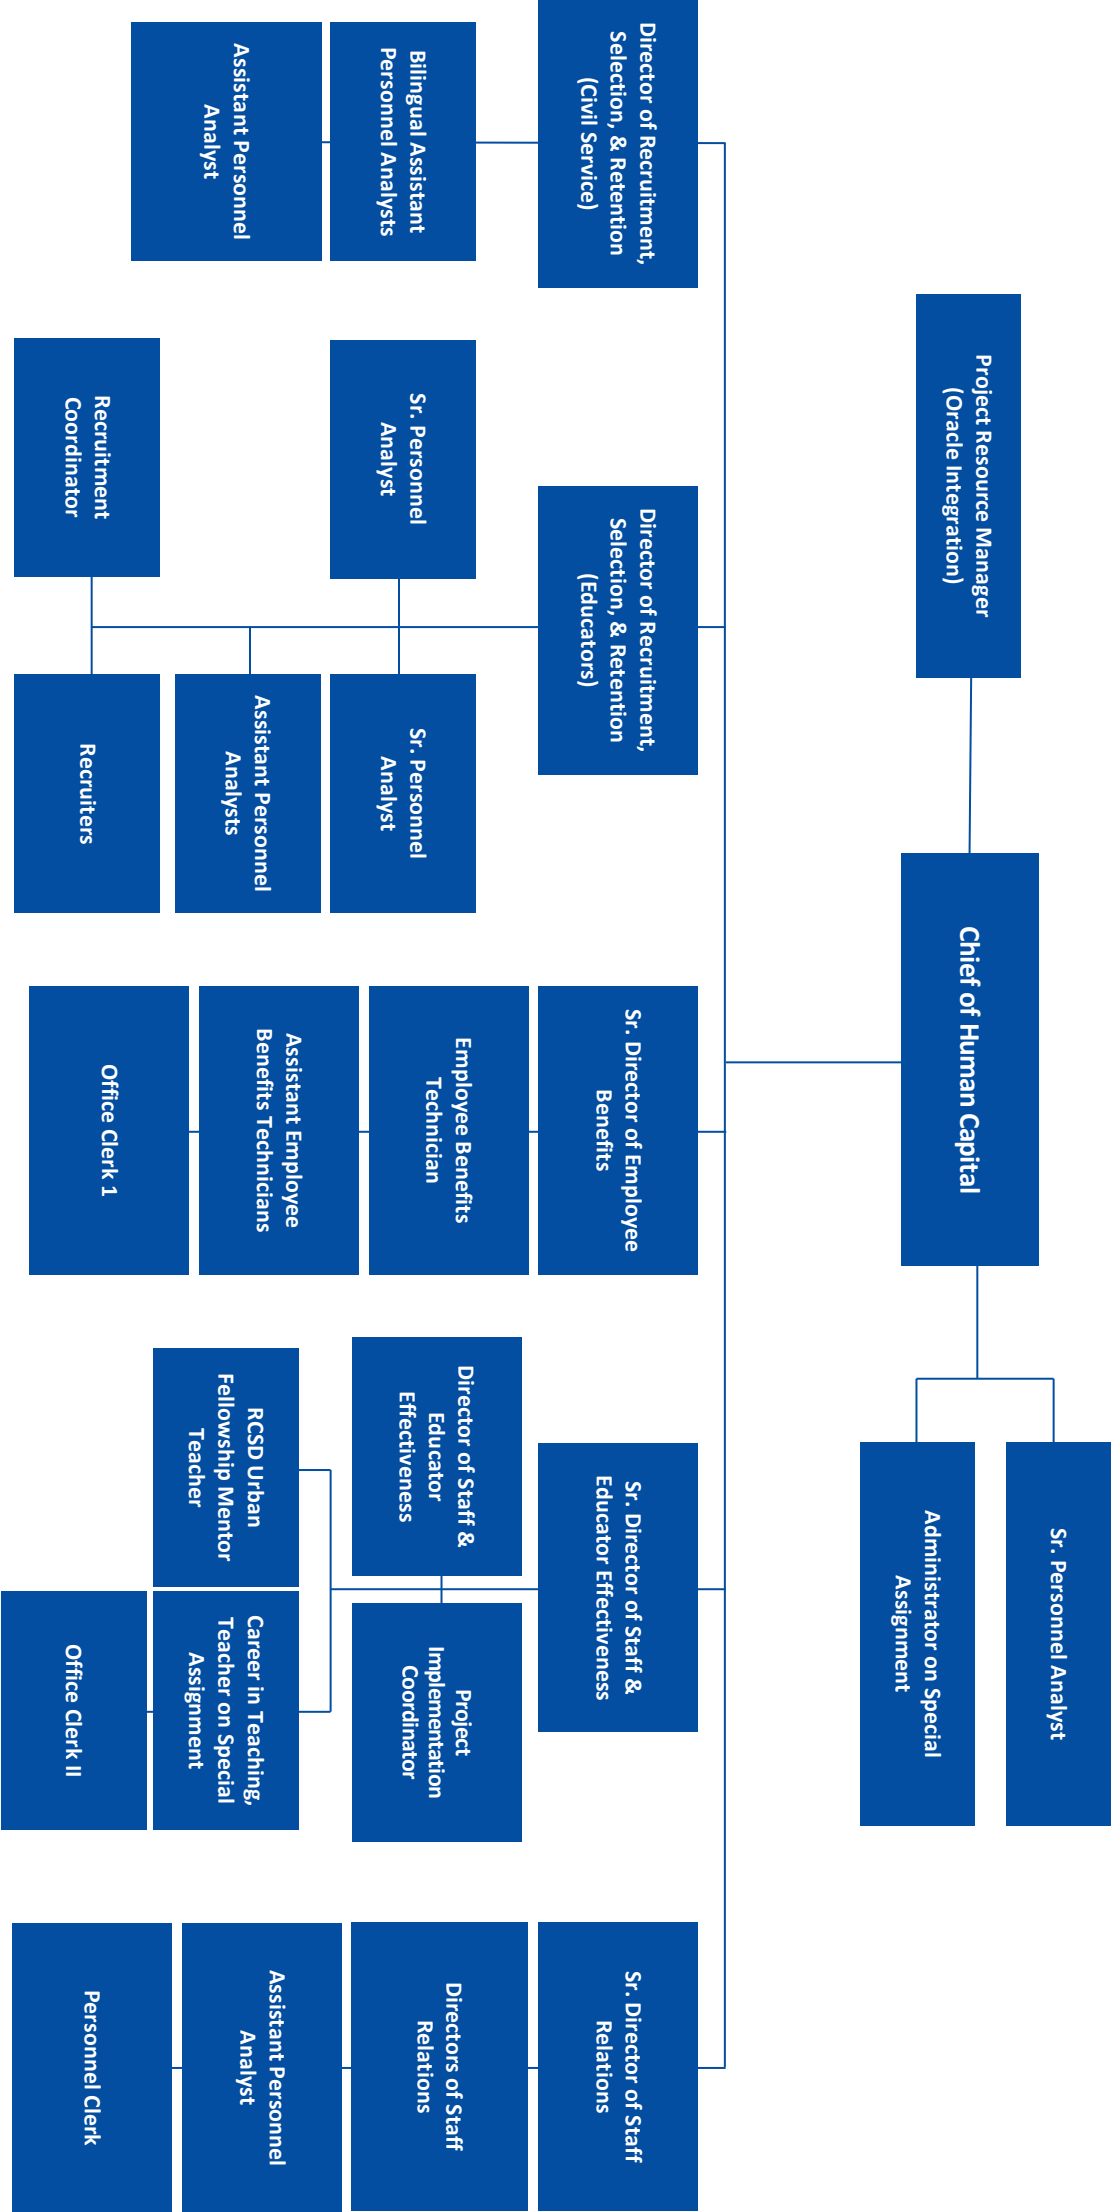 Chief of Human Capital
Project Resource Manager
(Oracle Integration)
Sr. Personnel Analyst
Administrator on Special
Assignment
Director of Recruitment,
Selection, & Retention
(Civil Service)
Bilingual Assistant
Personnel Analysts
Assistant Personnel
Analyst
Director of Recruitment,
Selection, & Retention
(Educators)
Sr. Personnel
Analyst
Sr. Personnel
Analyst
Assistant Personnel
Analysts
Recruitment
Coordinator
Recruiters
Sr. Director of Employee
Benefits
Employee Benefits
Technician
Assistant Employee
Benefits Technicians
Office Clerk 1
Sr. Director of Staff &
Educator Effectiveness
Director of Staff &
Educator
Effectiveness
Project
Implementation
Coordinator
RCSD Urban
Fellowship Mentor
Teacher
Career in Teaching,
Teacher on Special
Assignment
Office Clerk II
Sr. Director of Staff
Relations
Directors of Staff
Relations
Assistant Personnel
Analyst
Personnel Clerk